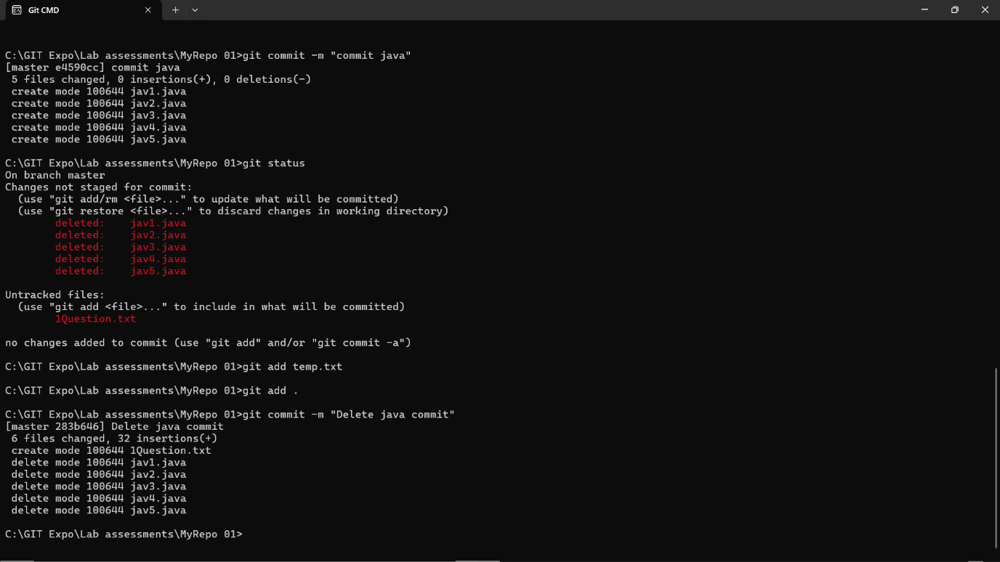 Git CMD
C:\GIT Expo\Lab assessments\MyRepo 01>git commit -m "commit java"
[master e4590cc] commit java
 5 files changed, 0 insertions(+), 0 deletions(-)
 create mode 100644 jav1.java
 create mode 100644 jav2.java
 create mode 100644 jav3.java
 create mode 100644 jav4.java
 create mode 100644 jav5.java
C:\GIT Expo\Lab assessments\MyRepo 01>git status
On branch master
Changes not staged for commit:
  (use "git add/rm <file>..." to update what will be committed)
  (use "git restore <file>..." to discard changes in working directory)
        deleted:    jav1.java
        deleted:    jav2.java
        deleted:    jav3.java
        deleted:    jav4.java
        deleted:    jav5.java
Untracked files:
  (use "git add <file>..." to include in what will be committed)
        1Question.txt
no changes added to commit (use "git add" and/or "git commit -a")
C:\GIT Expo\Lab assessments\MyRepo 01>git add temp.txt
C:\GIT Expo\Lab assessments\MyRepo 01>git add .
C:\GIT Expo\Lab assessments\MyRepo 01>git commit -m "Delete java commit"
[master 283b646] Delete java commit
 6 files changed, 32 insertions(+)
 create mode 100644 1Question.txt
 delete mode 100644 jav1.java
 delete mode 100644 jav2.java
 delete mode 100644 jav3.java
 delete mode 100644 jav4.java
 delete mode 100644 jav5.java
C:\GIT Expo\Lab assessments\MyRepo 01>